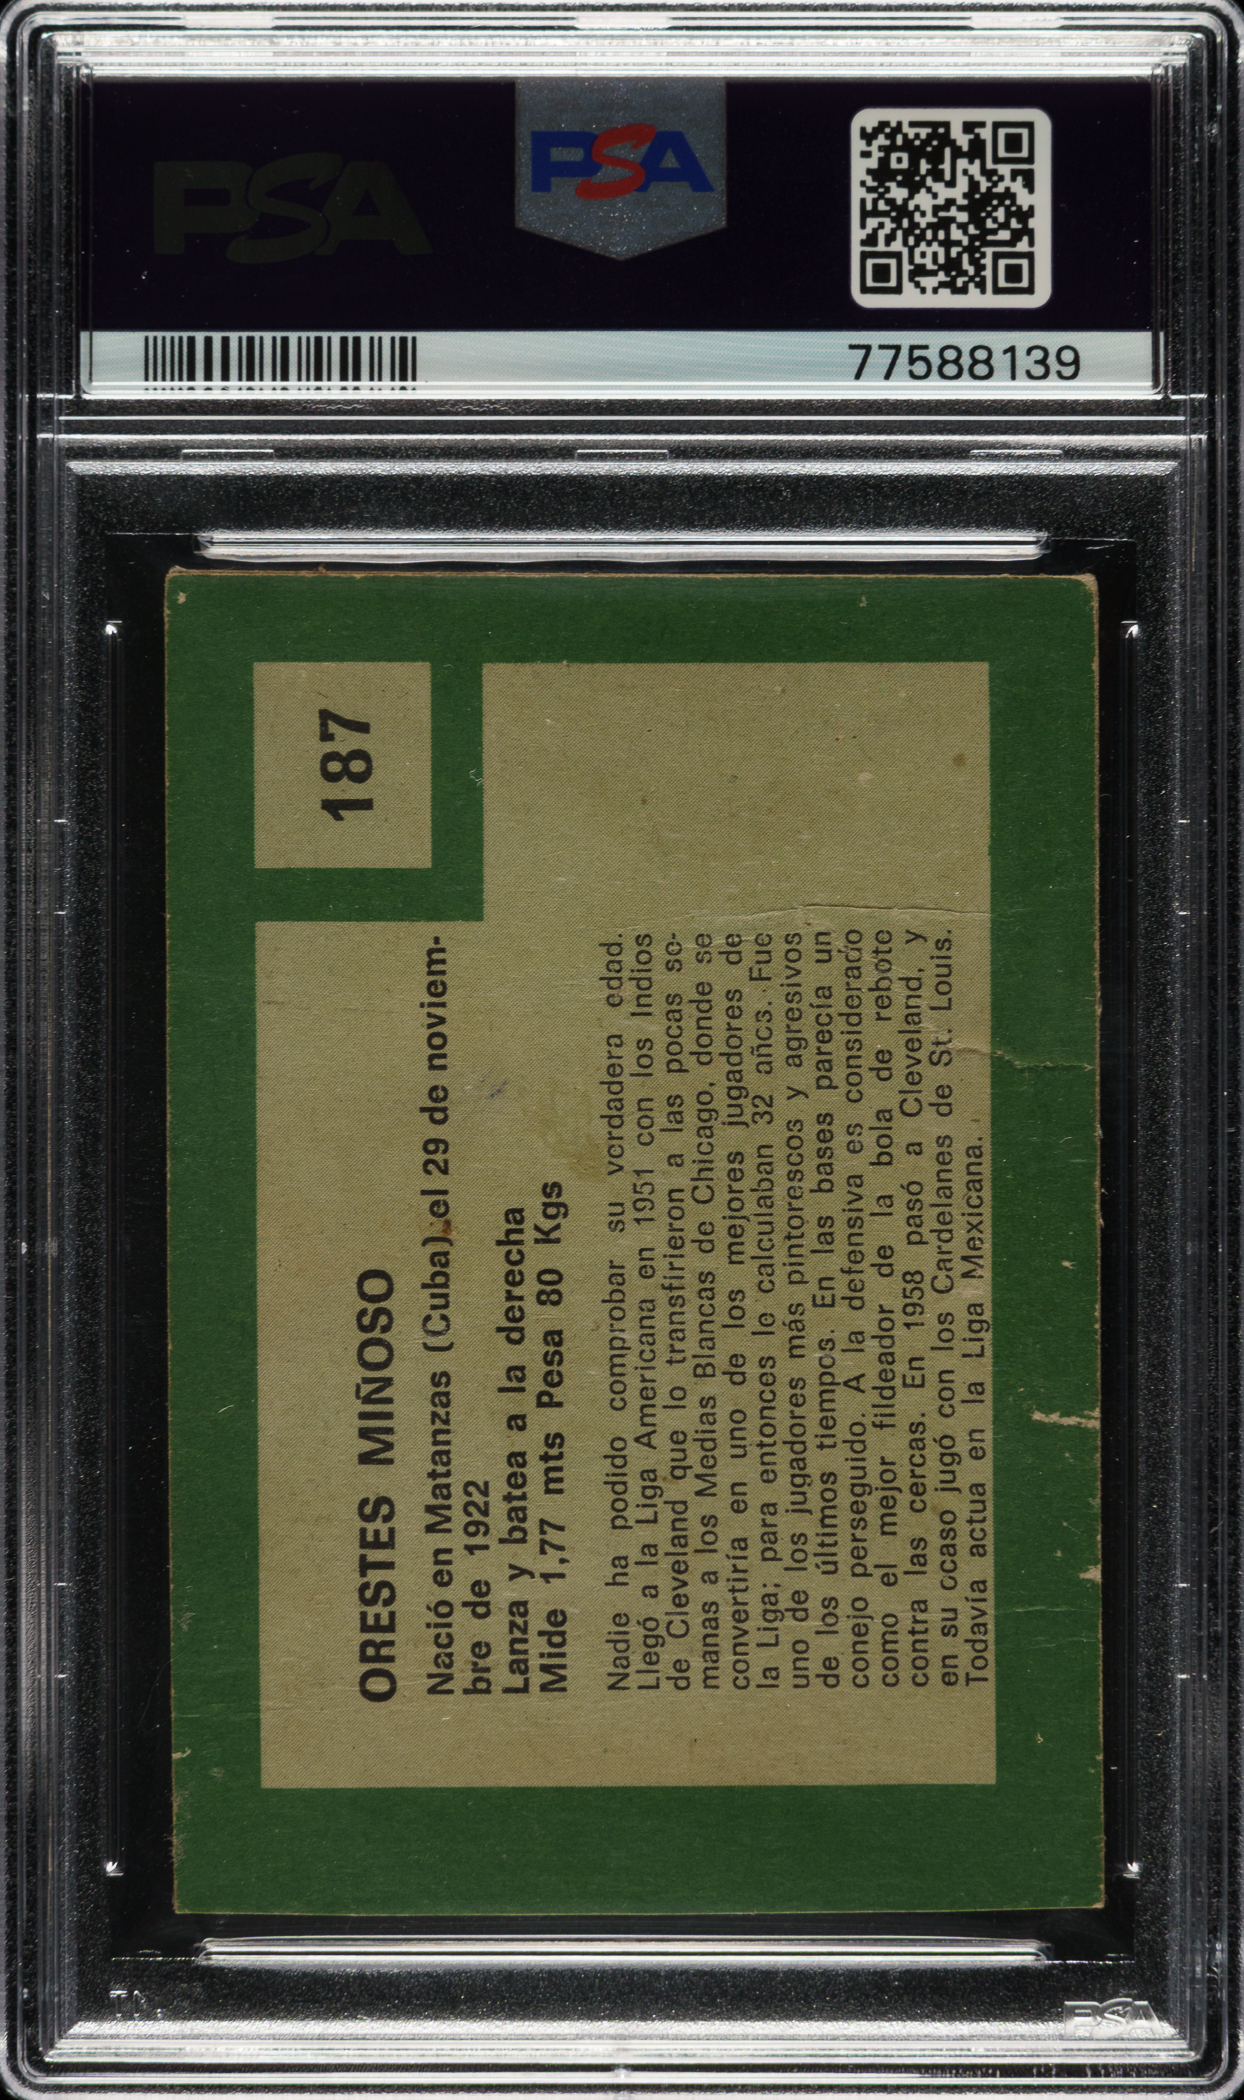 PSA
PSA
77588139
187
ORESTES MIÑOSO
Nació en Matanzas (Cuba) el 29 de noviem-
bre de 1922
Lanza y batea a la derecha
Mide 1,77 mts Pesa 80 Kgs
Nadie ha podido comprobar su verdadera edad.
Llegó a la Liga Americana en 1951 con los Indios
de Cleveland que lo transfirieron a las pocas se-
manas a los Medias Blancas de Chicago, donde se
convertiría en uno de los mejores jugadores de
la Liga; para entonces le calculaban 32 años. Fue
uno de los jugadores más pintorescos y agresivos
de los últimos tiempos. En las bases parecía un
conejo perseguido. A la defensiva es considerado
como el mejor fildeador de la bola de rebote
contra las cercas. En 1958 pasó a Cleveland, y
en su ocaso jugó con los Cardelanes de St. Louis.
Todavía actua en la Liga Mexicana.
PSA